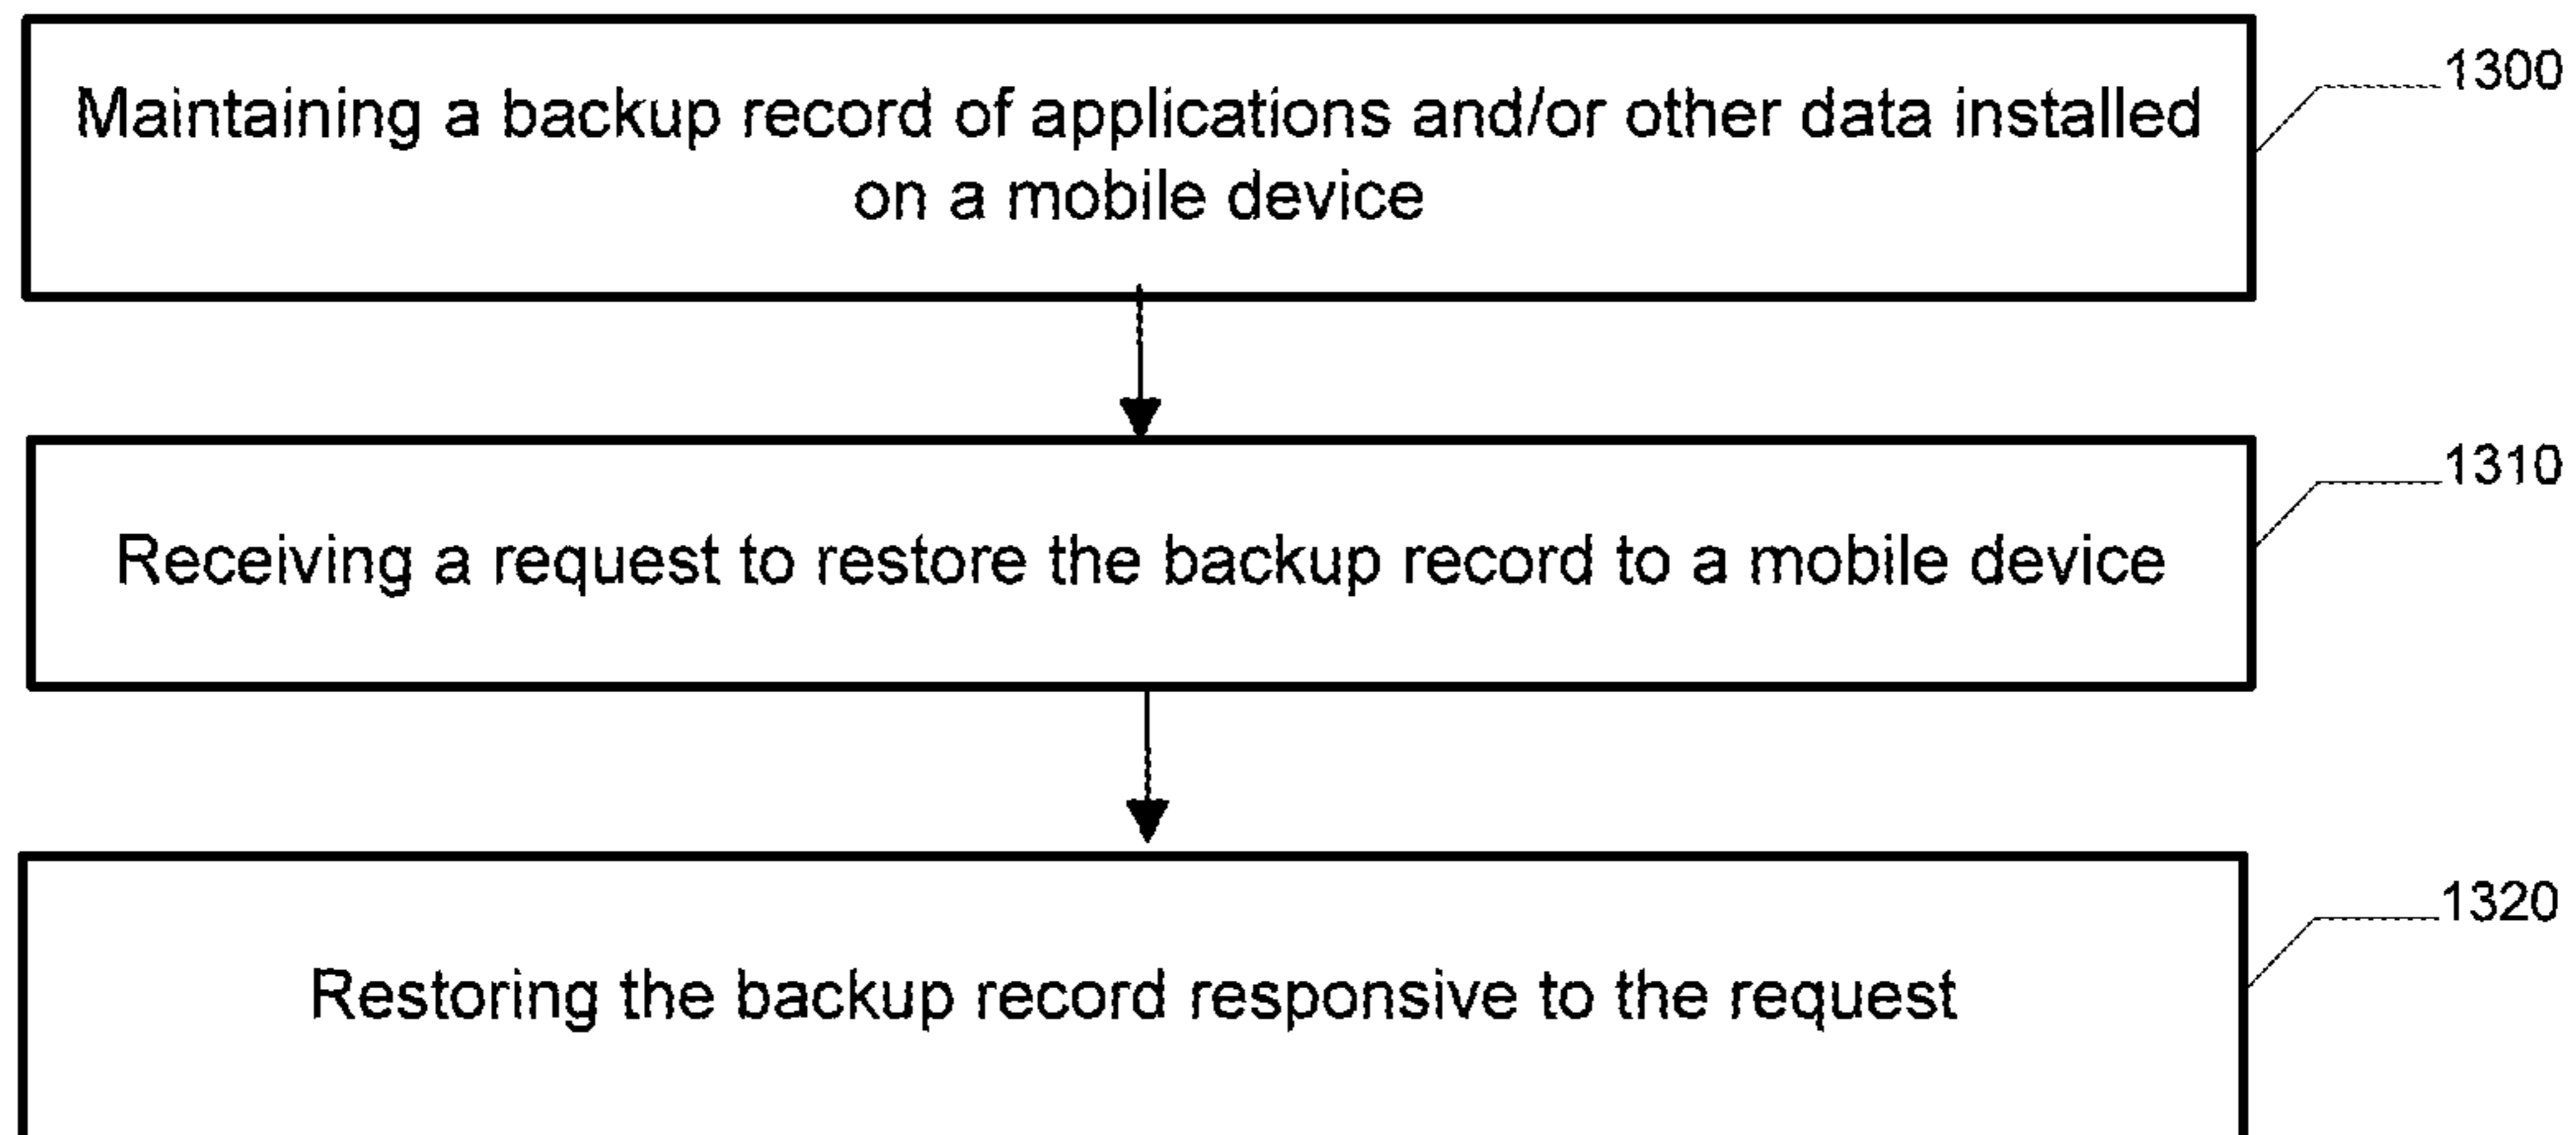 Maintaining a backup record of applications and/or other data installed
on a mobile device
1300
Receiving a request to restore the backup record to a mobile device
1310
Restoring the backup record responsive to the request
1320